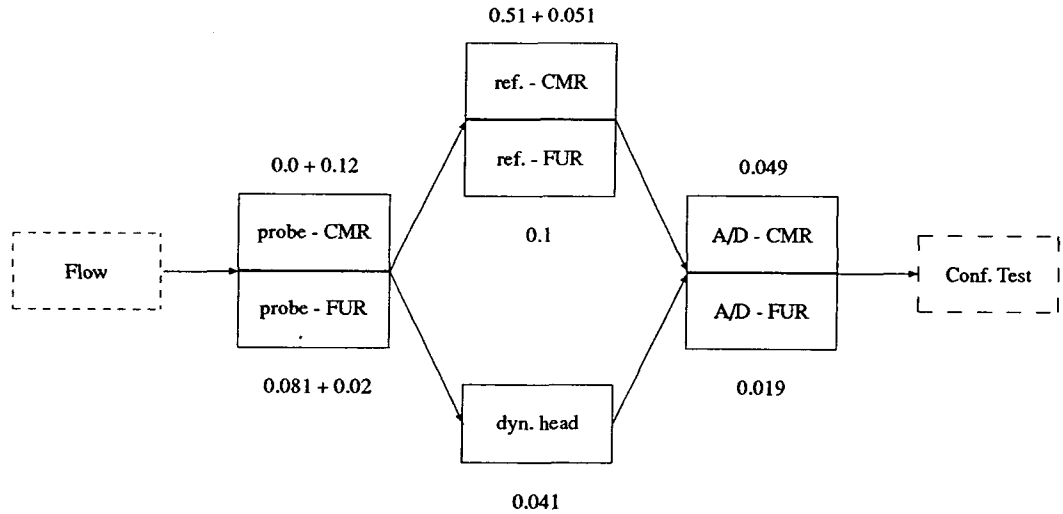 0.51 + 0.051
ref. - CMR
ref. - FUR
0.1
0.0 + 0.12
probe - CMR
probe - FUR
0.081 + 0.02
Flow
dyn. head
0.041
0.049
A/D - CMR
A/D - FUR
0.019
Conf. Test